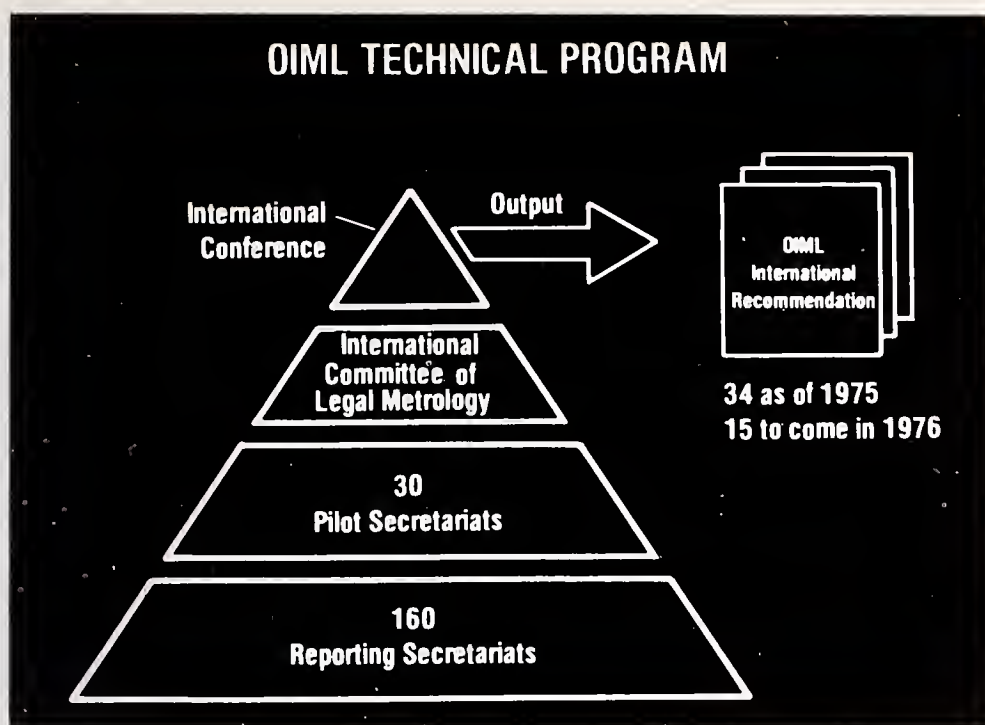 OIML TECHNICAL PROGRAM
International
Conference
Output
OIML
International
Recommendation
34 as of 1975
15 to come in 1976
International
Committee of
Legal Metrology
30
Pilot Secretariats
160
Reporting Secretariats